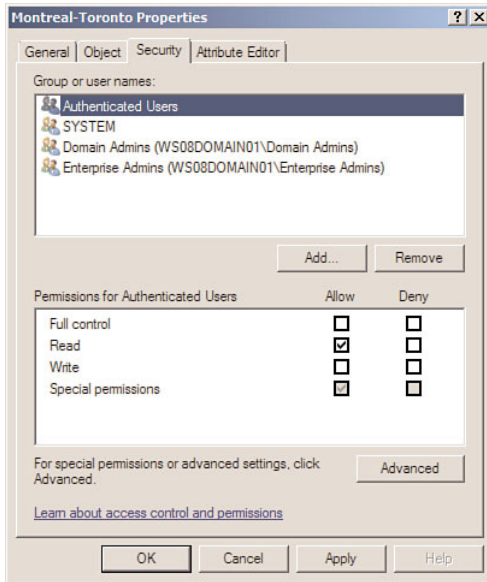 Montreal-Toronto Properties
General Object Security Attribute Editor
Group or user names:
Authenticated Users
SYSTEM
Domain Admins (WS08DOMAIN01\Domain Admins)
Enterprise Admins (WS08DOMAIN01\Enterprise Admins)
Add... Remove
Permissions for Authenticated Users Allow Deny
Full control
Read
Write
Special permissions
For special permissions or advanced settings, click
Advanced.
Advanced
Learn about access control and permissions
OK Cancel Apply Help